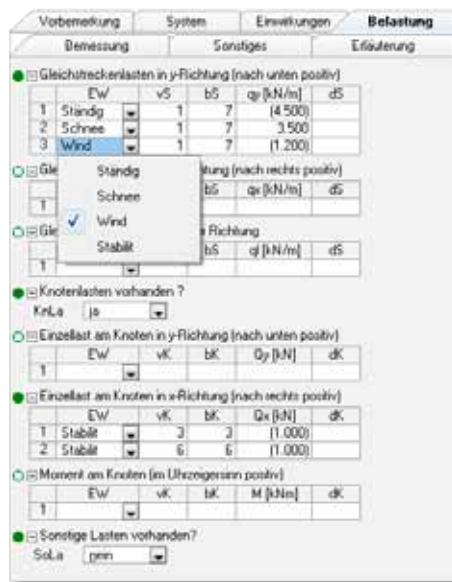 Vorbemerkung System Einwirkungen Belastung
Bemessung Sonstiges Erläuterung
Gleichstreckenlasten in y-Richtung (nach unten positiv)
EW vS bS qy [kN/m] dS
1 Ständig 1 7 (4.500)
2 Schnee 1 7 3.500
3 Wind 1 7 (1.200)
Gle htung (nach rechts positiv)
bS qx [kN/m] dS
1
Ständig
Schnee
Wind
Stabilit
Gle Richtung
bS ql [kN/m] dS
1
Knotenlasten vorhanden ?
KnLa ja
Einzellast am Knoten in y-Richtung (nach unten positiv)
EW vK bK Qy [kN] dK
1
Einzellast am Knoten in x-Richtung (nach rechts positiv)
EW vK bK Qx [kN] dK
1 Stabilit 3 3 (1.000)
2 Stabilit 6 6 (1.000)
Moment am Knoten (im Uhrzeigersinn positiv)
EW vK bK M [kNm] dK
1
Sonstige Lasten vorhanden?
SoLa